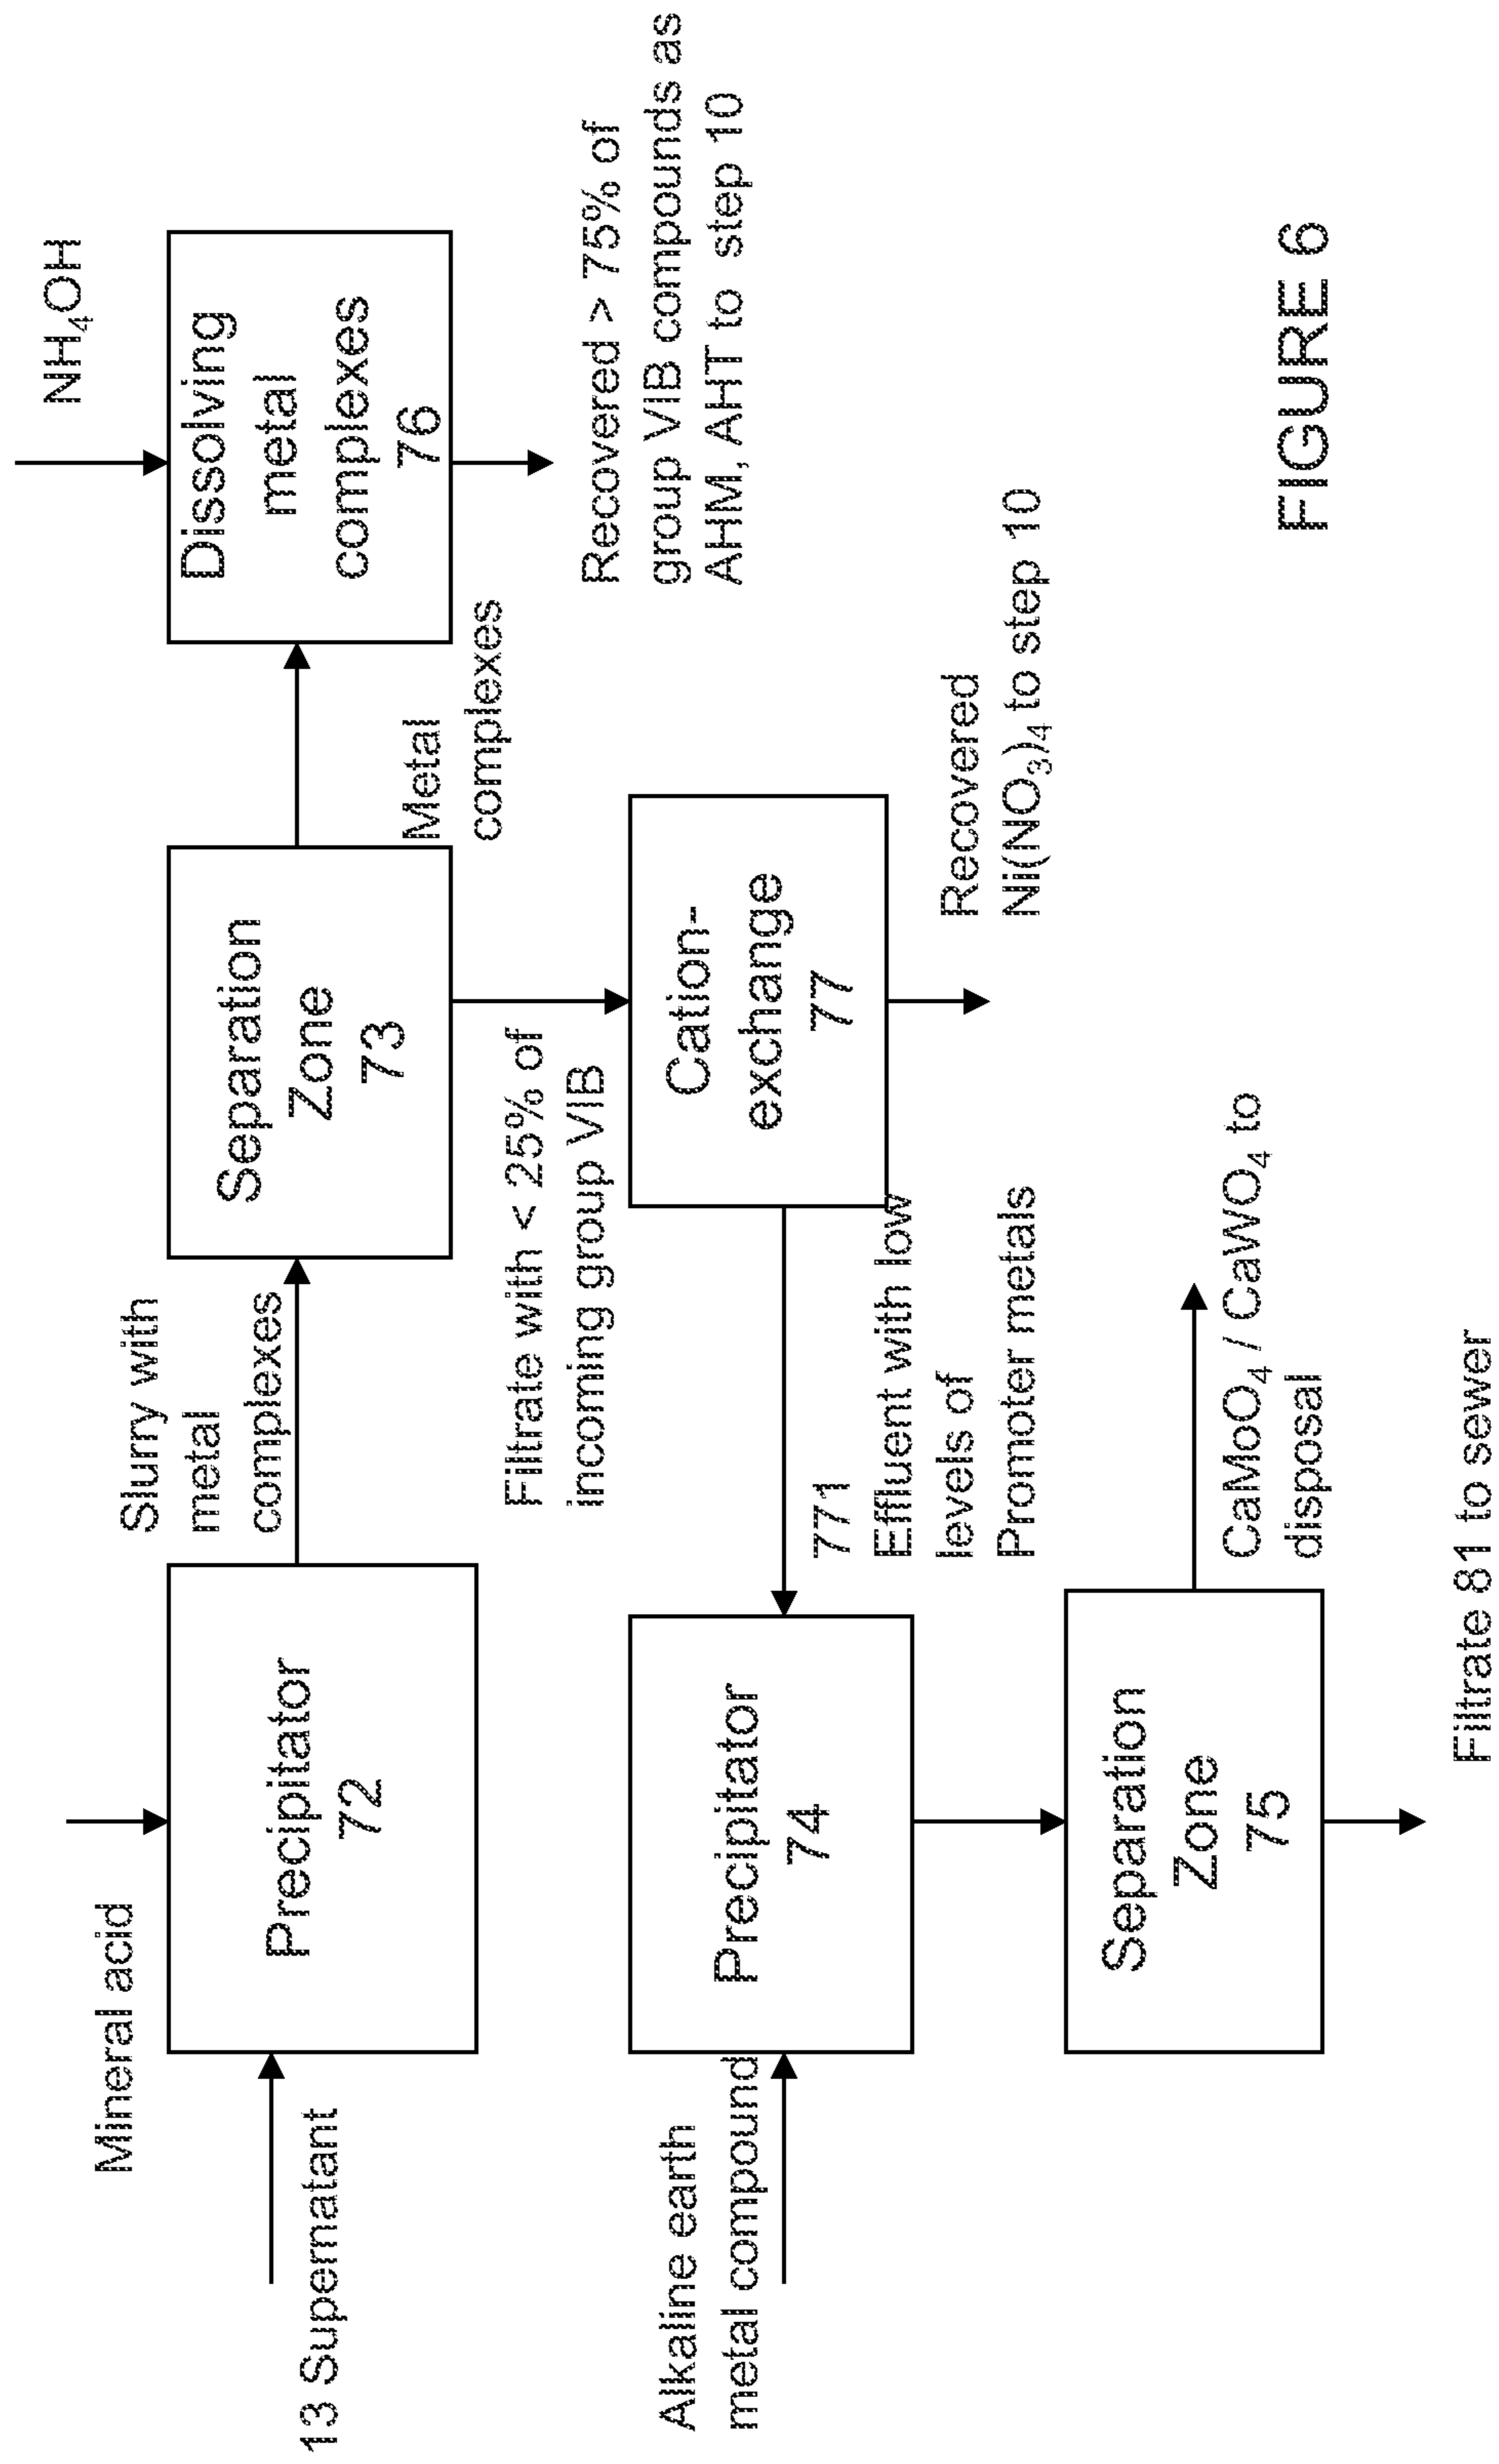 Mineral acid
13 Supernatant
Precipitator
72
Slurry with
metal
complexes
Separation
Zone
73
Metal
complexes
NH4OH
Dissolving
metal
complexes
76
Recovered > 75% of
group VIB compounds as
AHM, AHT to step 10
Filtrate with < 25% of
incoming group VIB
Cation-
exchange
77
Recovered
Ni(NO3)4 to step 10
771
Effluent with low
levels of
Promoter metals
Alkaline earth
metal compound
Precipitator
74
Separation
Zone
75
CaMoO4 / CaWO4 to
disposal
Filtrate 81 to sewer
FIGURE 6